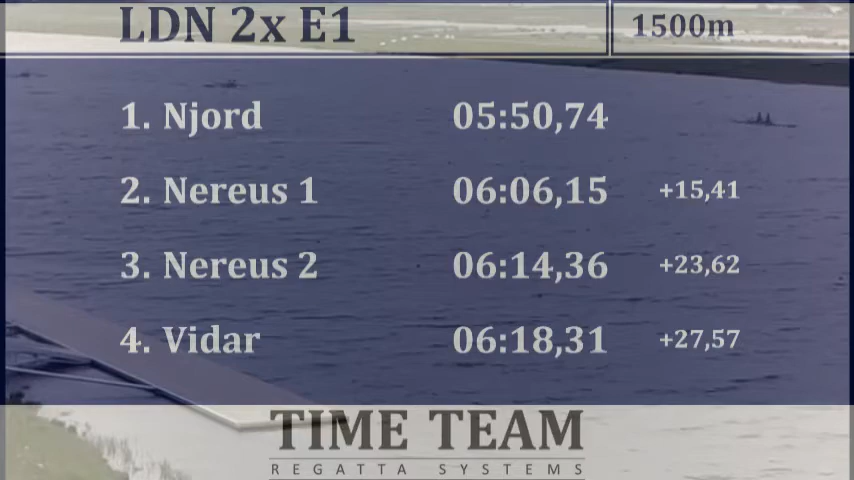 LDN 2x E1 1500m
1. Njord 05:50,74
2. Nereus 1 06:06,15 +15,41
3. Nereus 2 06:14,36 +23,62
4. Vidar 06:18,31 +27,57
TIME TEAM
REGATTA SYSTEMS